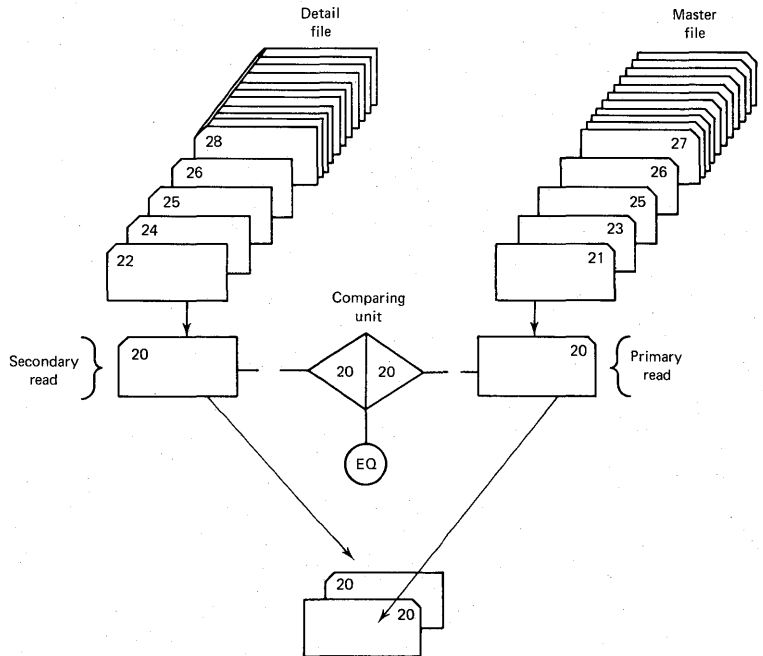 Detail
file
Master
file
28
26
25
24
22
27
26
25
23
21
Comparing
unit
Secondary
read
20
20 20
20
Primary
read
EQ
20
20